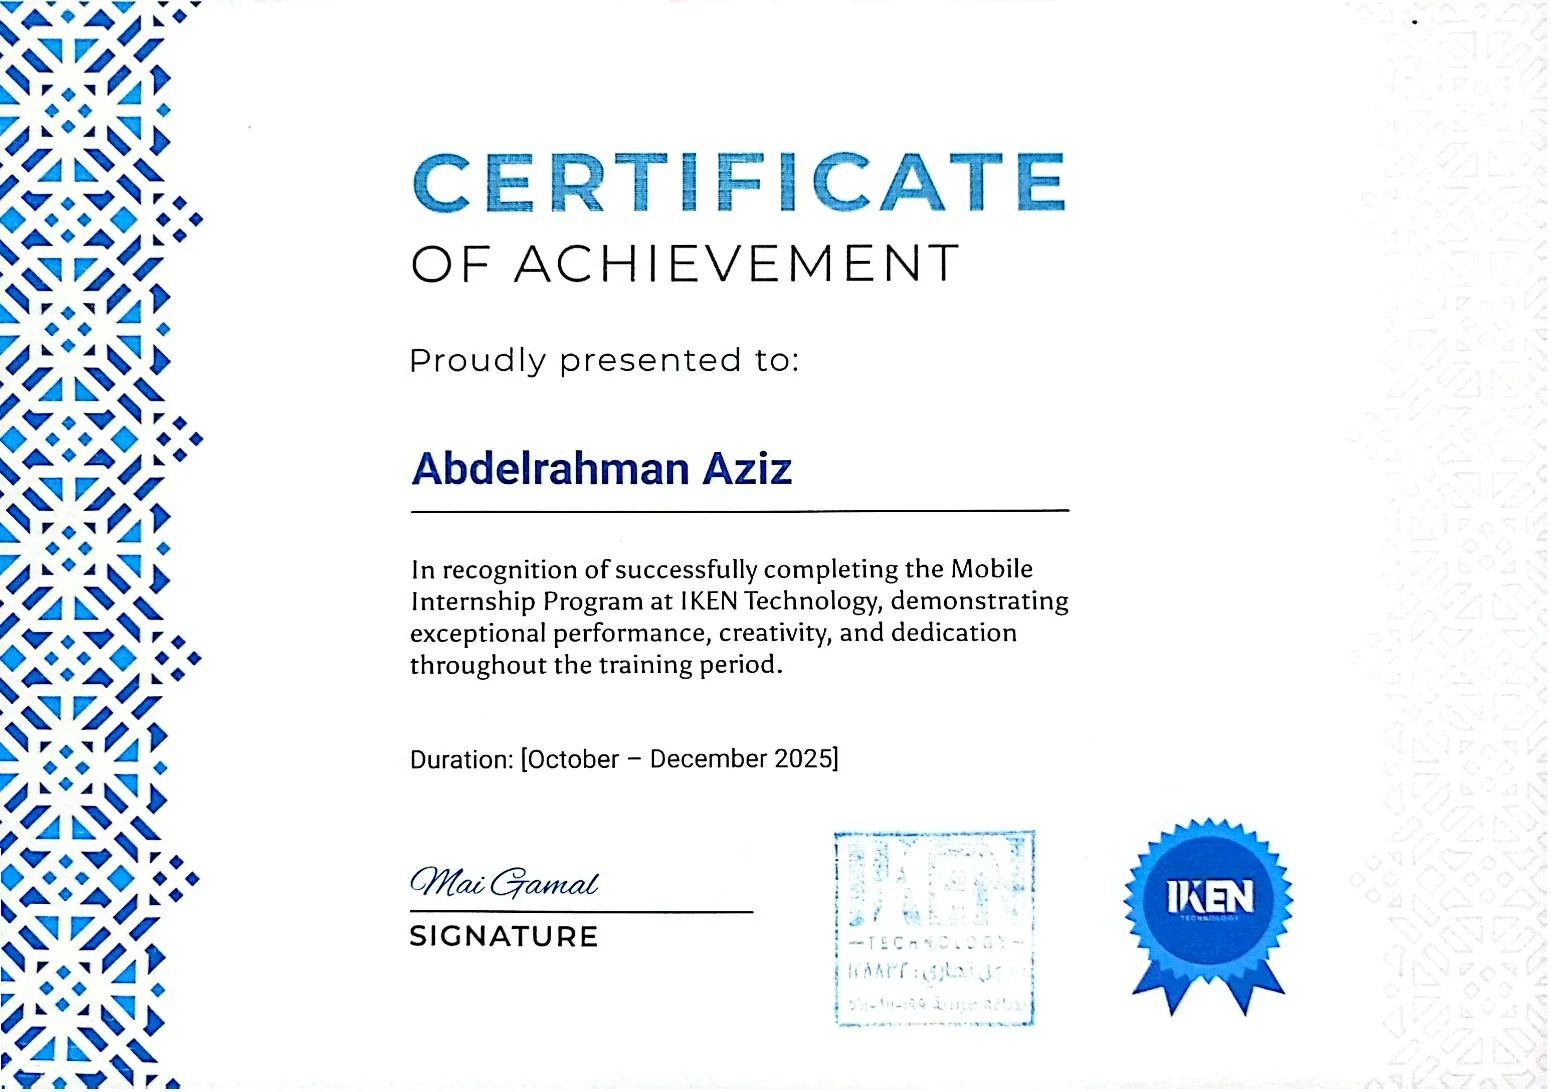 CERTIFICATE
OF ACHIEVEMENT
Proudly presented to:
Abdelrahman Aziz
In recognition of successfully completing the Mobile
Internship Program at IKEN Technology, demonstrating
exceptional performance, creativity, and dedication
throughout the training period.
Duration: [October – December 2025]
Mai Gamal
SIGNATURE
IKEN
TECHNOLOGY
IKEN
TECHNOLOGY